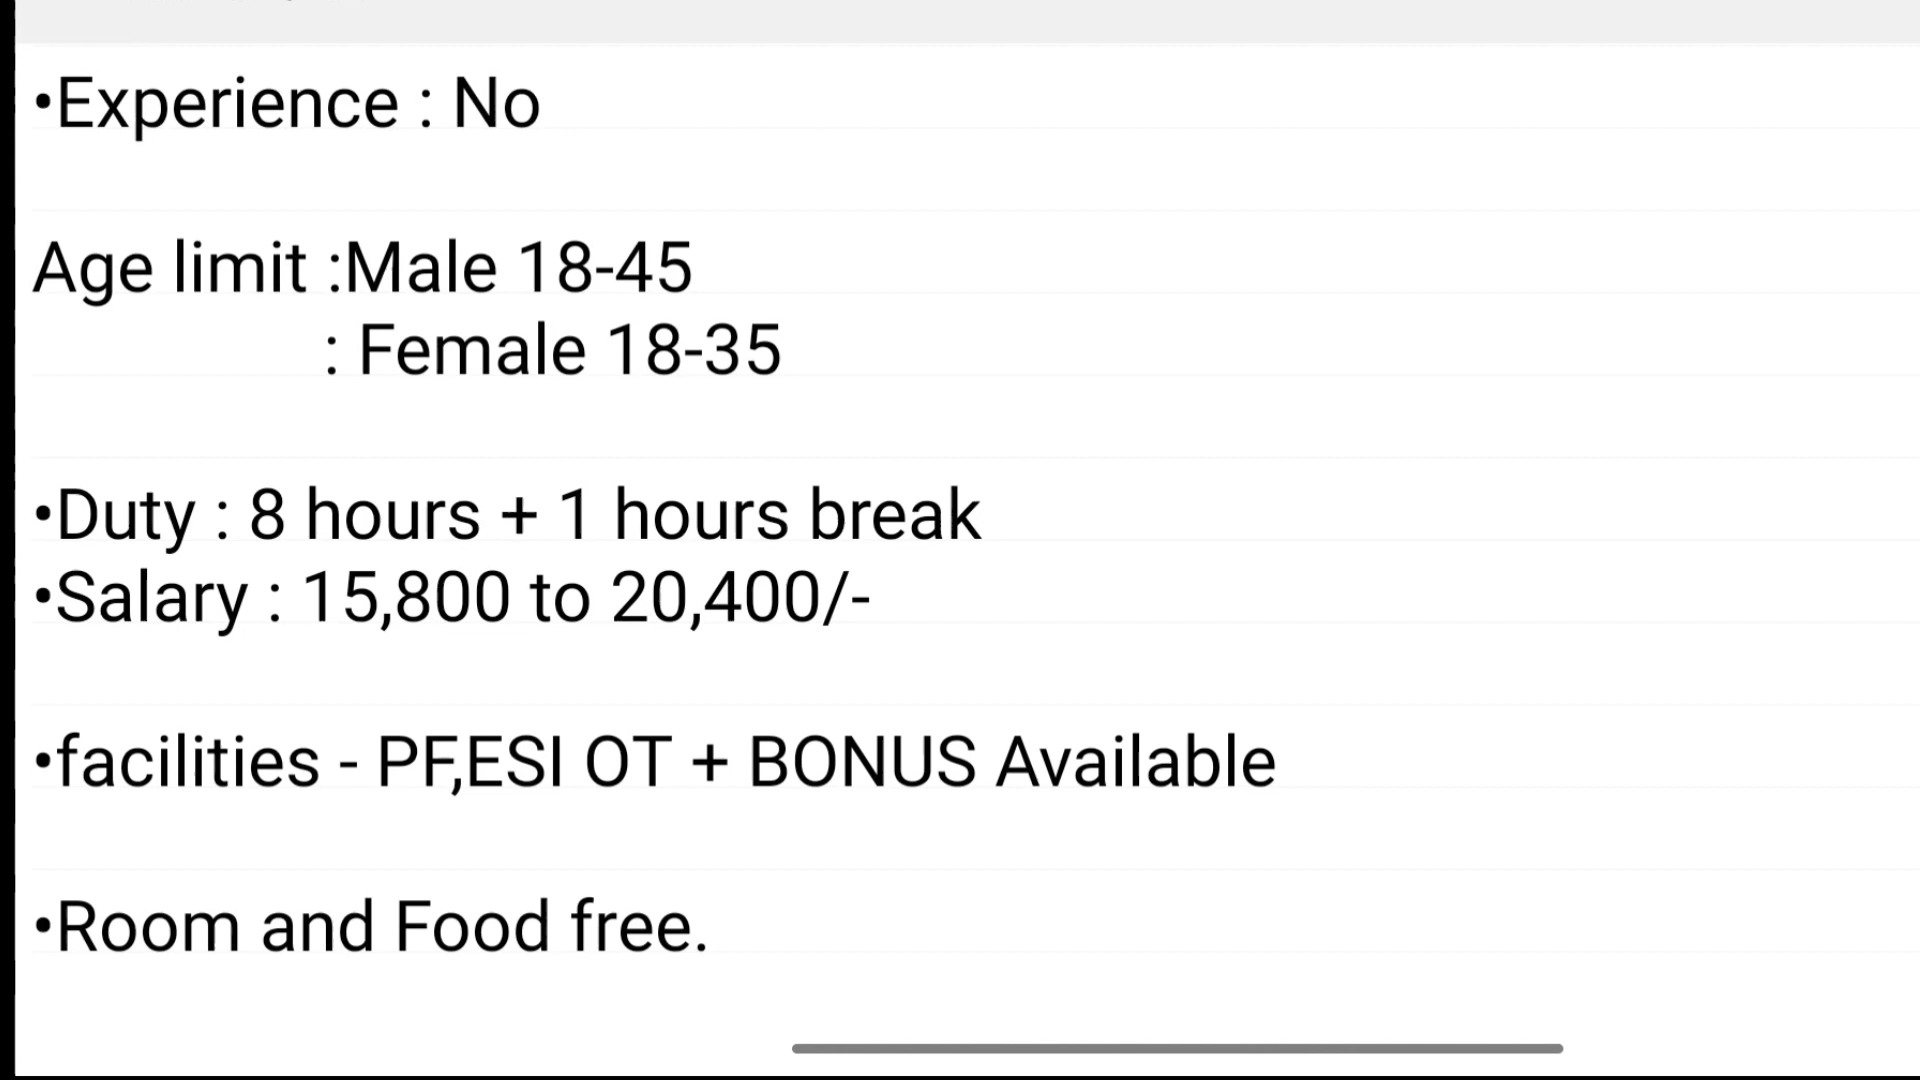 •Experience : No
Age limit :Male 18-45
: Female 18-35
•Duty : 8 hours + 1 hours break
•Salary : 15,800 to 20,400/-
•facilities - PF,ESI OT + BONUS Available
•Room and Food free.